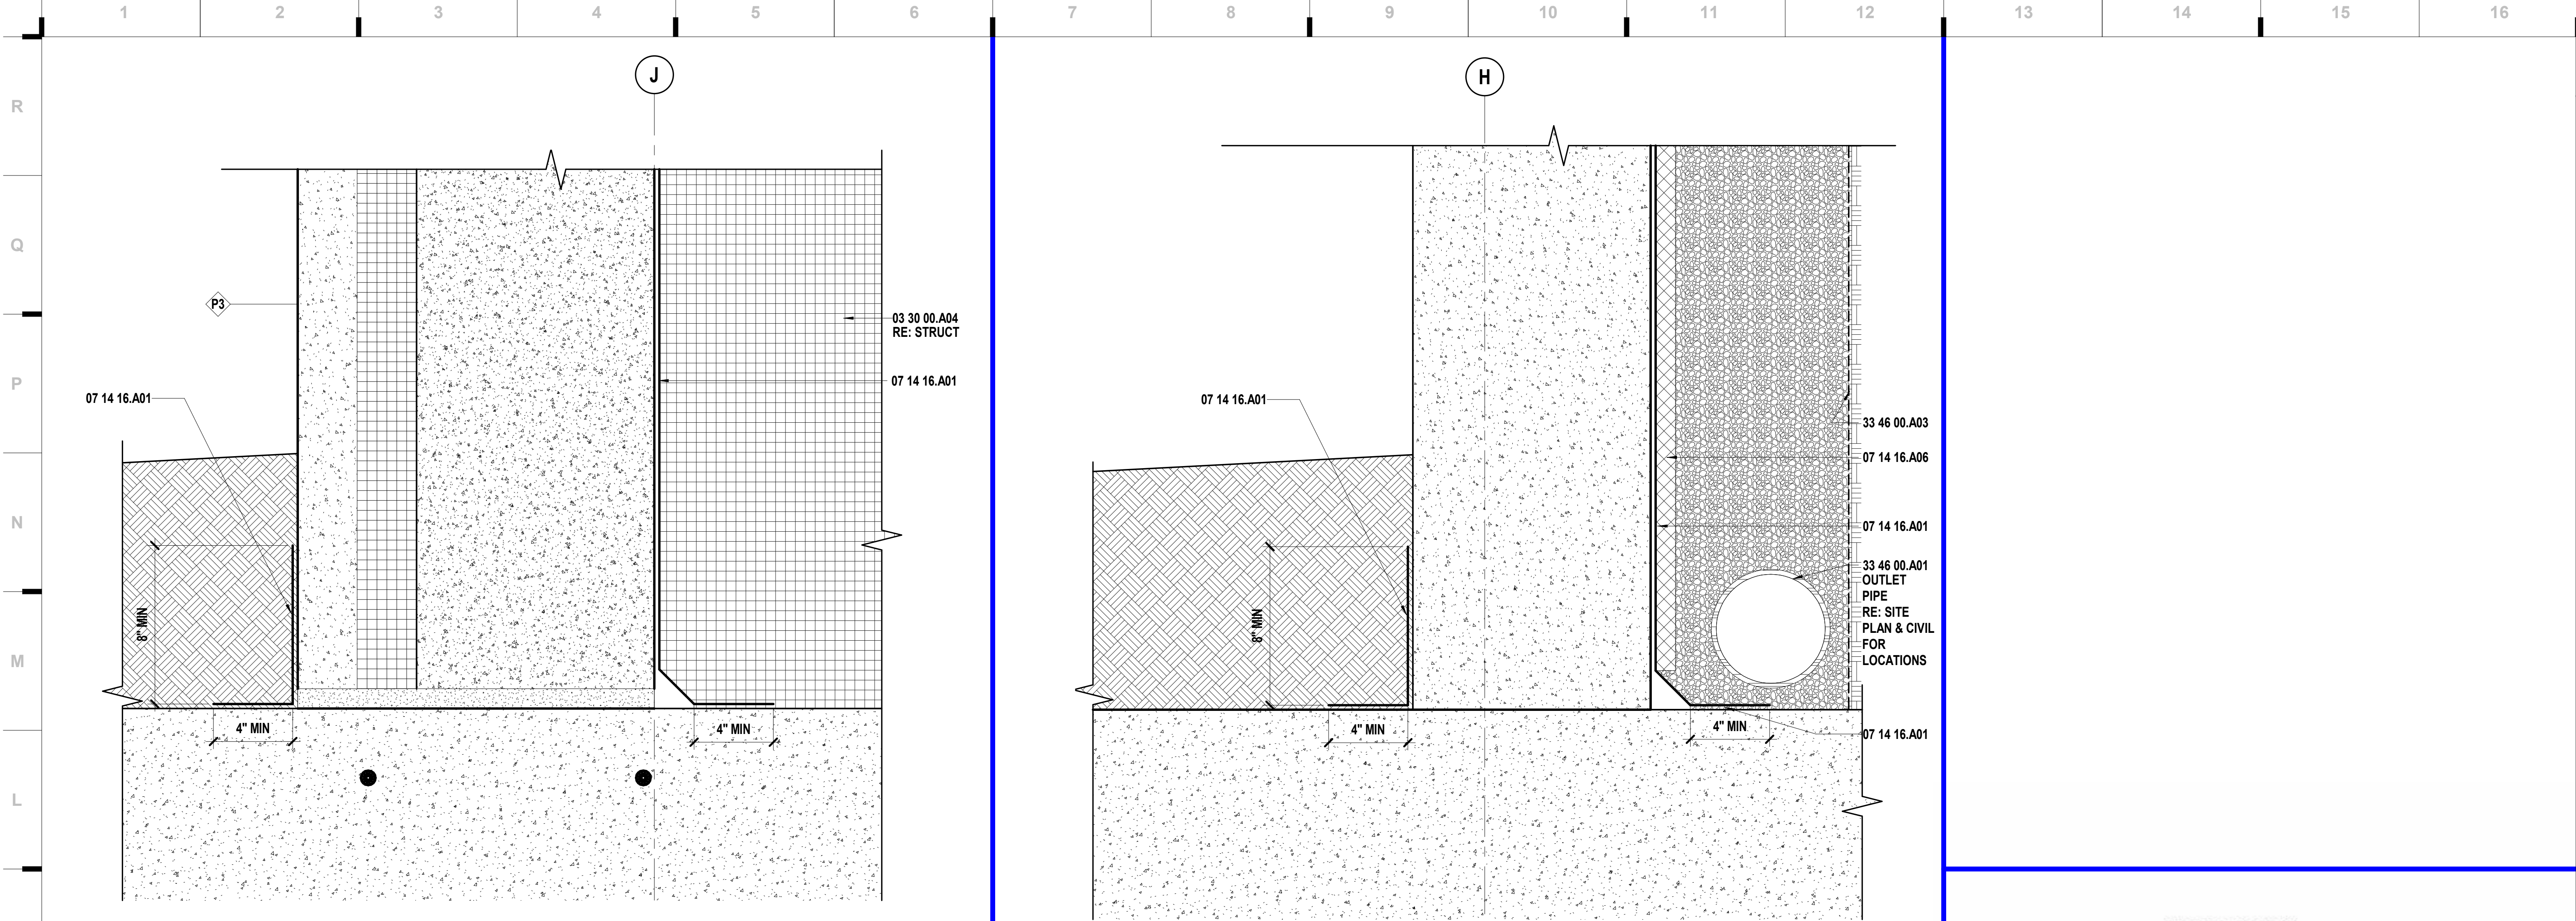 1 2 3 4 5 6 7 8 9 10 11 12 13 14 15 16
R
Q
P
N
M
L
J
P3
03 30 00.A04
RE: STRUCT
07 14 16.A01
07 14 16.A01
8" MIN
4" MIN
4" MIN
H
07 14 16.A01
33 46 00.A03
07 14 16.A06
07 14 16.A01
33 46 00.A01
OUTLET
PIPE
RE: SITE
PLAN & CIVIL
FOR
LOCATIONS
8" MIN
4" MIN
4" MIN
07 14 16.A01